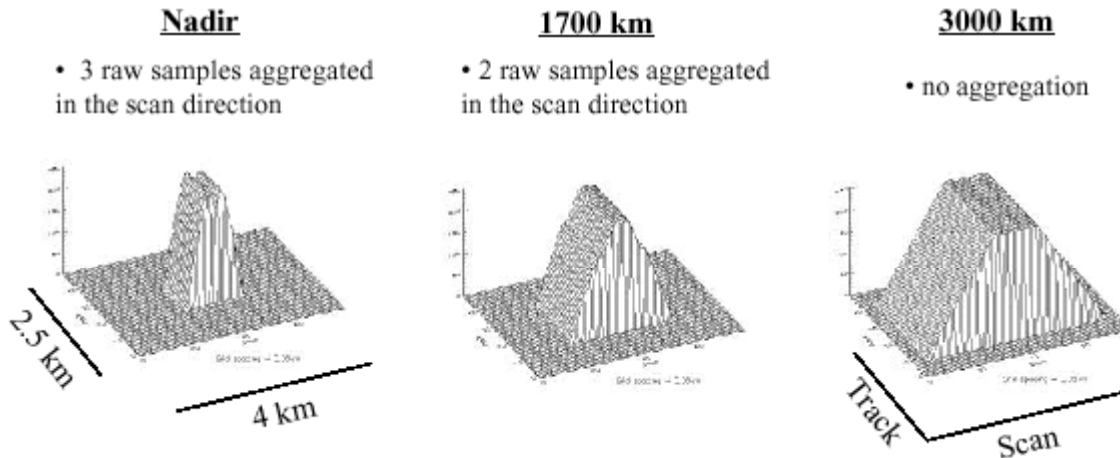 Nadir
1700 km
3000 km
• 3 raw samples aggregated
in the scan direction
• 2 raw samples aggregated
in the scan direction
• no aggregation
2.5 km
4 km
Track
Scan